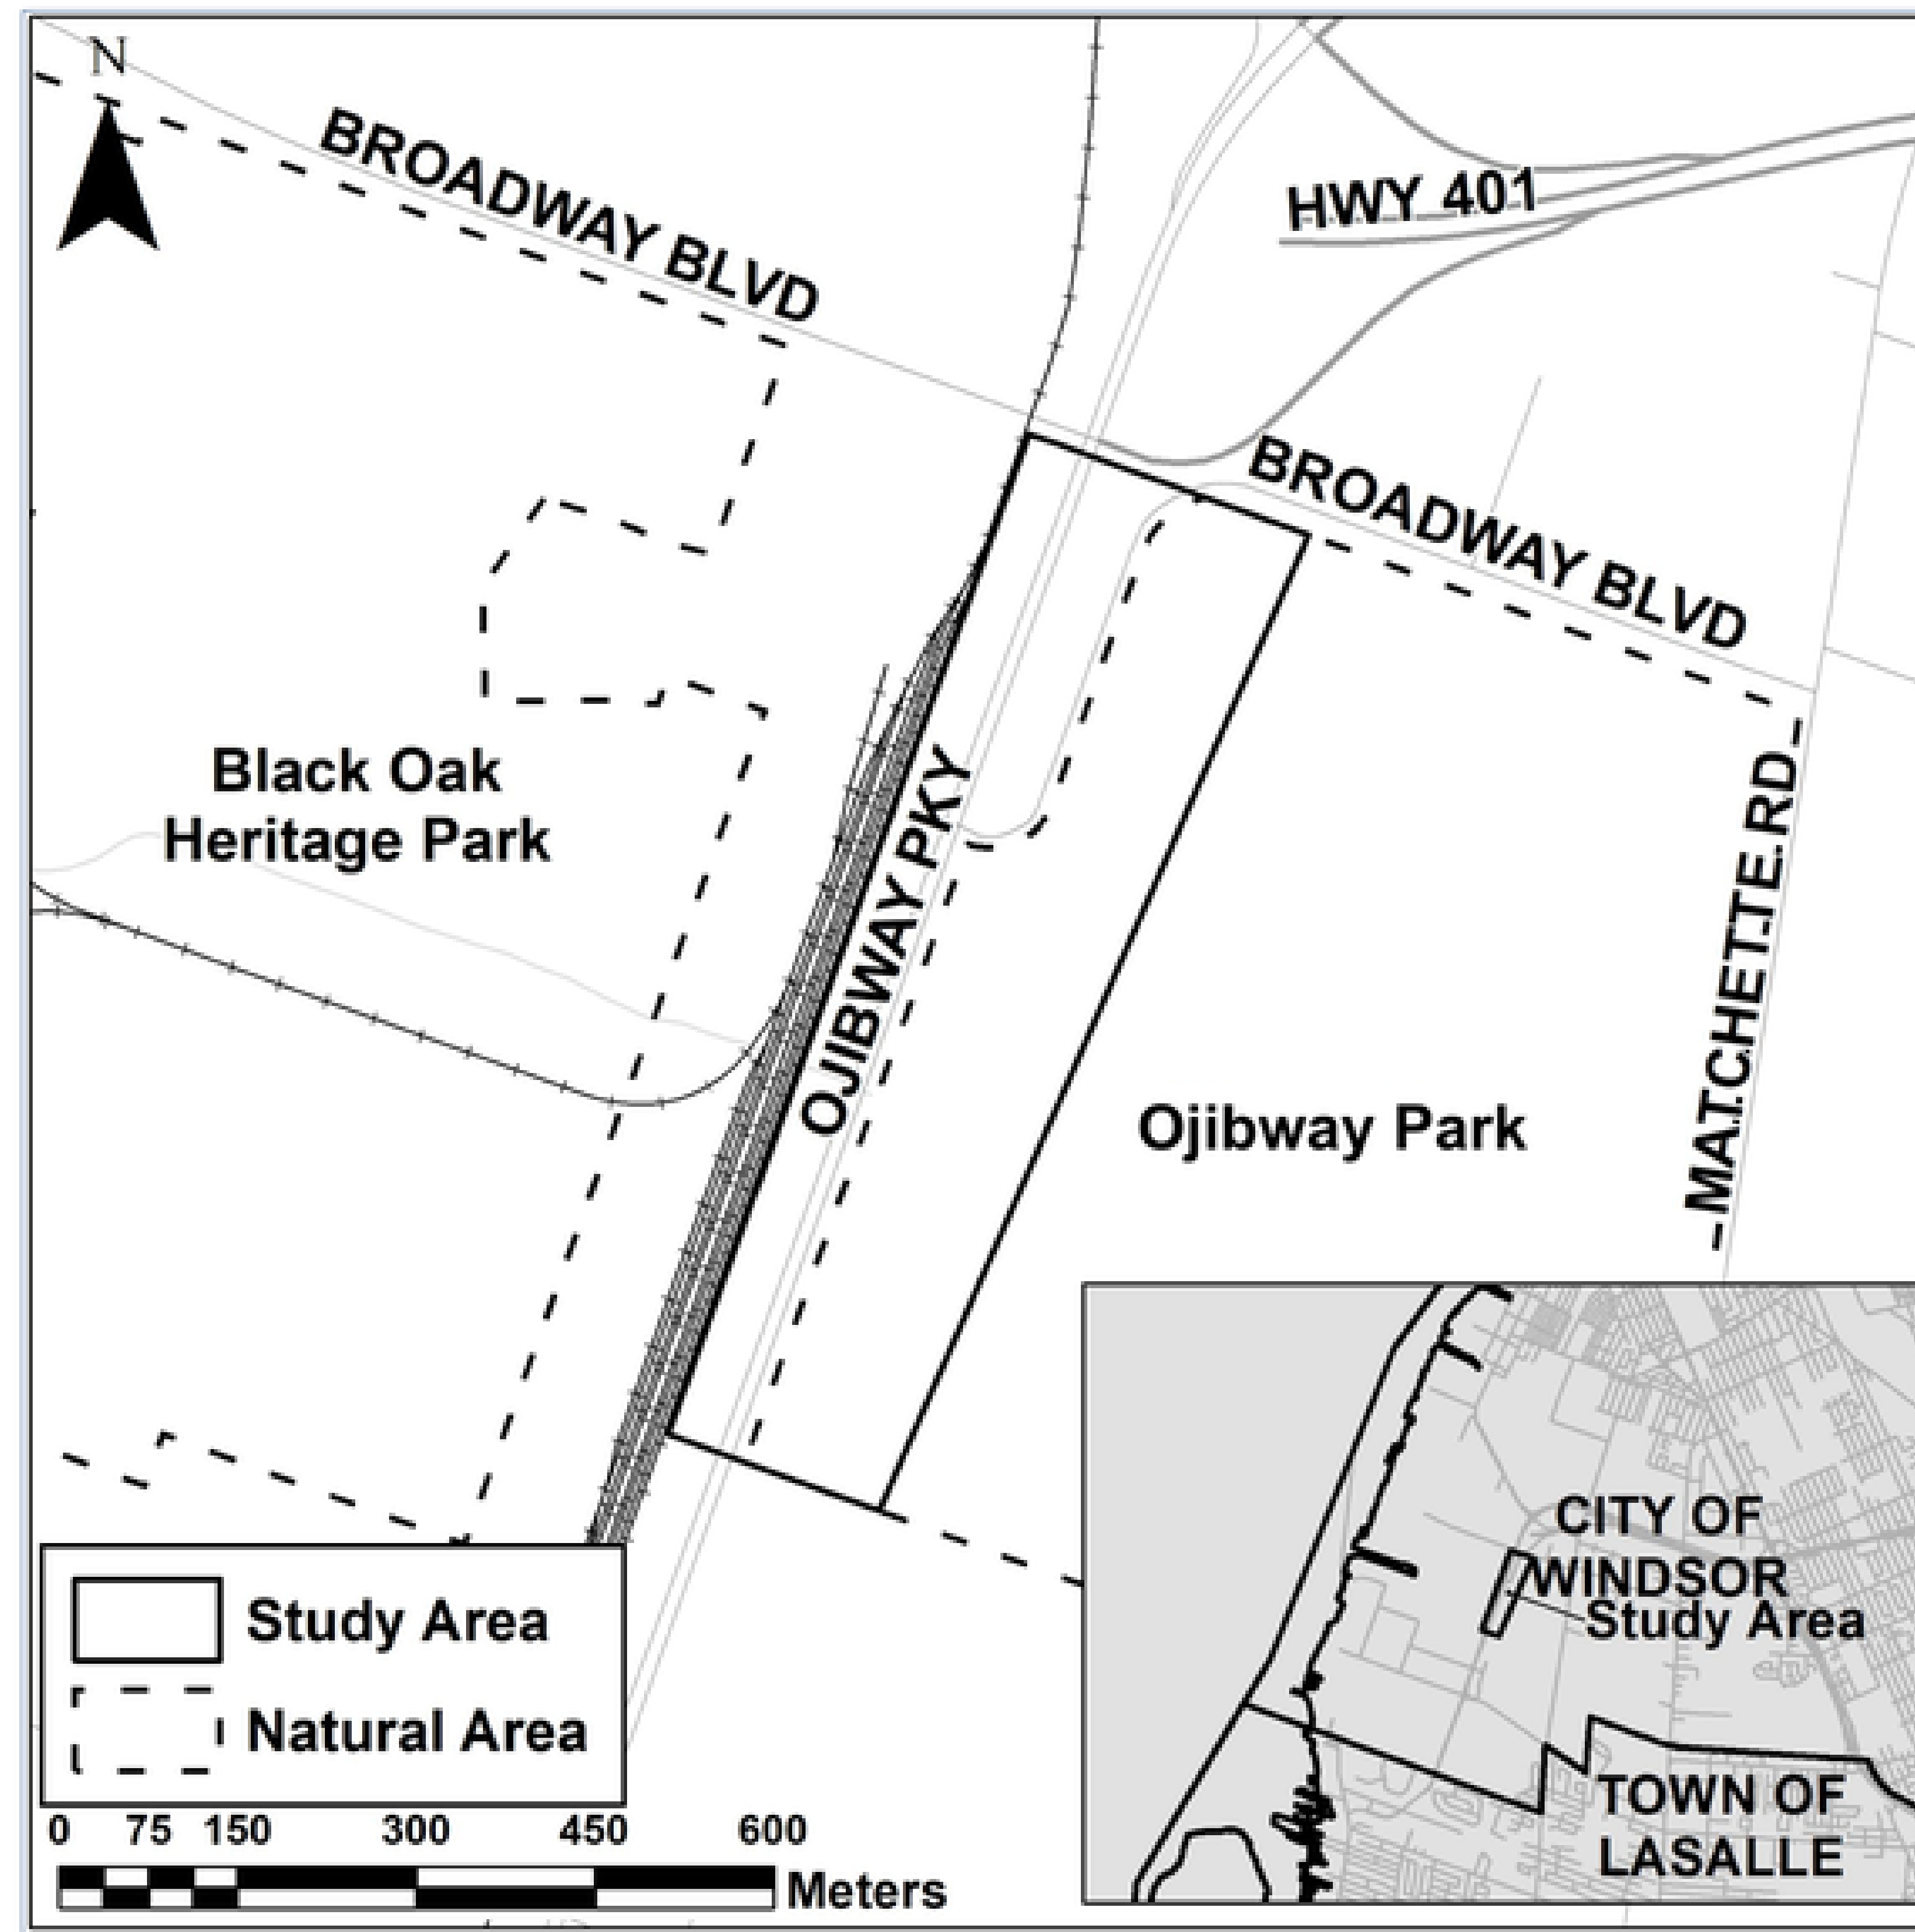 N
BROADWAY BLVD
HWY 401
BROADWAY BLVD
Black Oak
Heritage Park
OJIBWAY PKY
MATCHETTE RD
Ojibway Park
CITY OF
WINDSOR
Study Area
TOWN OF
LASALLE
Study Area
Natural Area
0 75 150 300 450 600
Meters